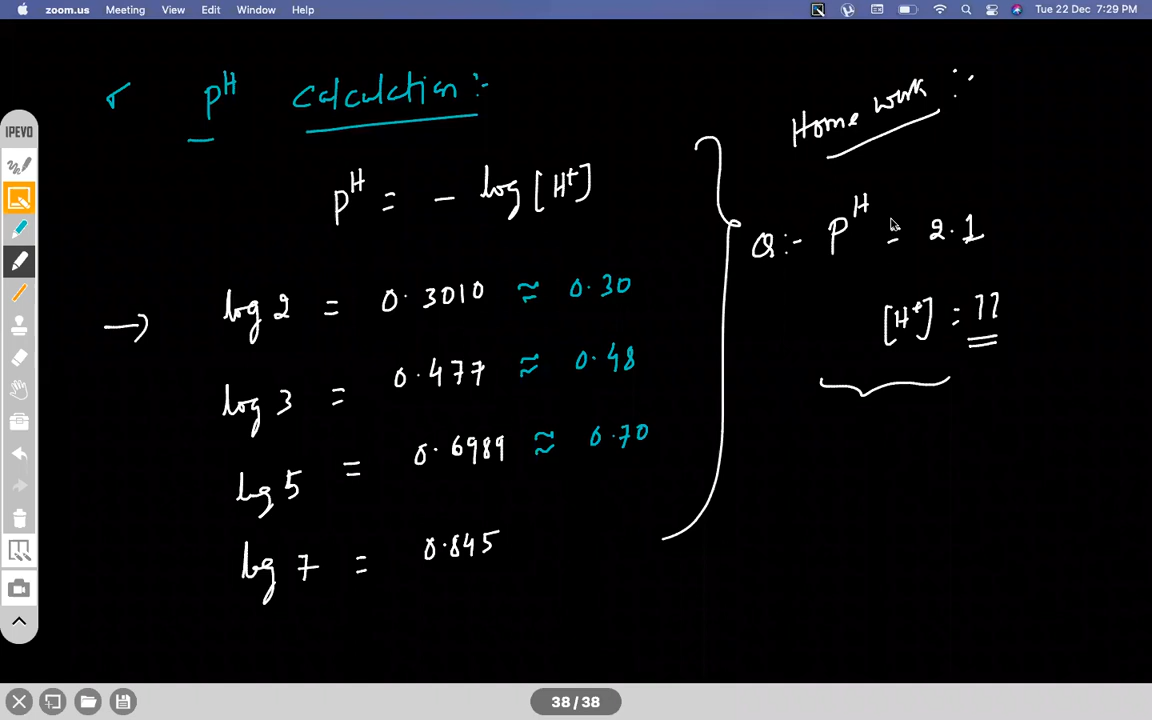 zoom.us Meeting View Edit Window Help Tue 22 Dec 7:29 PM
IPEVO
pH Calculation :-
pH = - log [H+]
log 2 = 0.3010 ≈ 0.30
log 3 = 0.477 ≈ 0.48
log 5 = 0.6989 ≈ 0.70
log 7 = 0.845
Home work :-
Q :- pH = 2.1
[H+] = ??
38/38